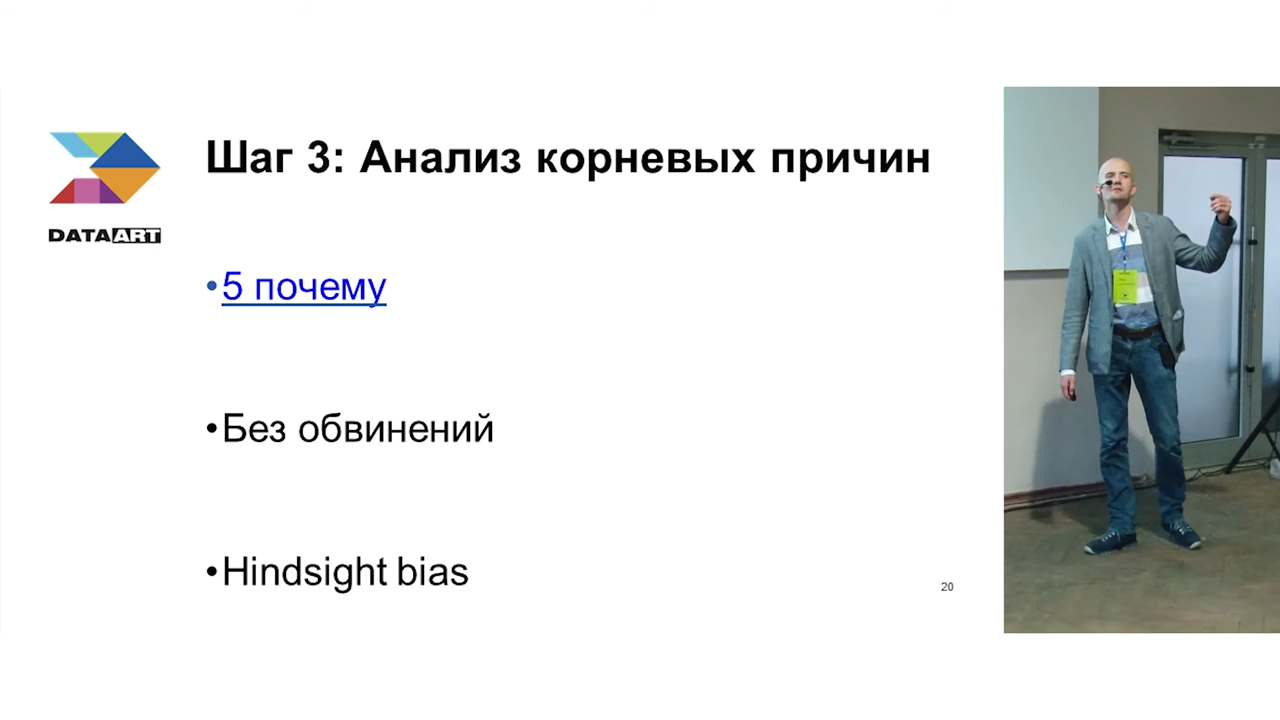 Шаг 3: Анализ корневых причин
DATAART
•5 почему
•Без обвинений
•Hindsight bias
20